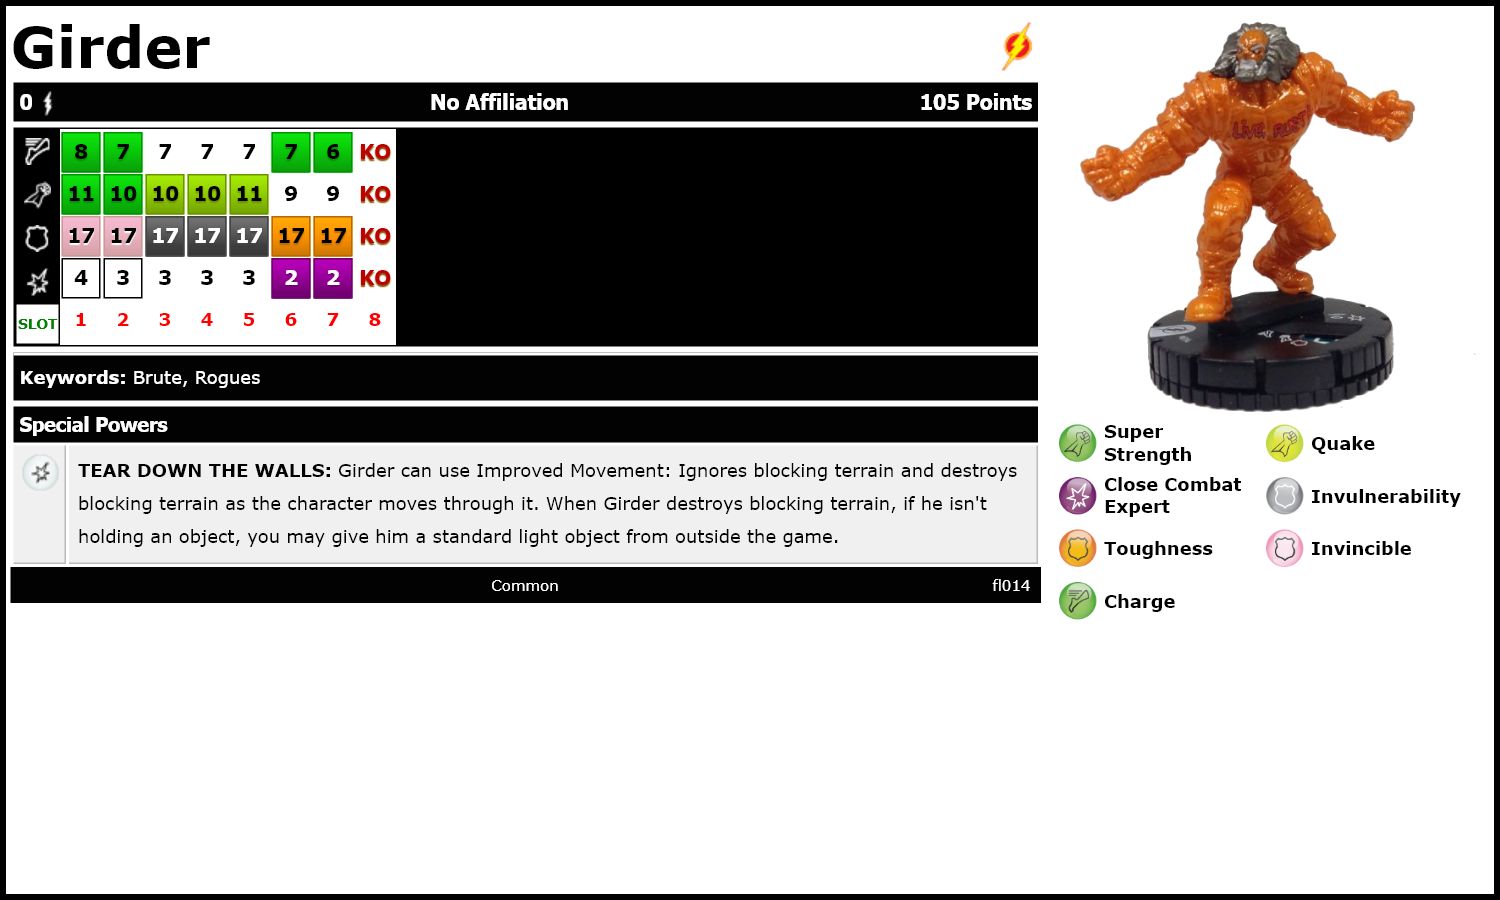 Girder
0 No Affiliation 105 Points
8 7 7 7 7 7 6 KO
11 10 10 10 11 9 9 KO
17 17 17 17 17 17 17 KO
4 3 3 3 3 2 2 KO
SLOT 1 2 3 4 5 6 7 8
Keywords: Brute, Rogues
Special Powers
TEAR DOWN THE WALLS: Girder can use Improved Movement: Ignores blocking terrain and destroys
blocking terrain as the character moves through it. When Girder destroys blocking terrain, if he isn't
holding an object, you may give him a standard light object from outside the game.
Common fl014
LIVE, RUST
Super
Strength
Quake
Close Combat
Expert
Invulnerability
Toughness
Invincible
Charge